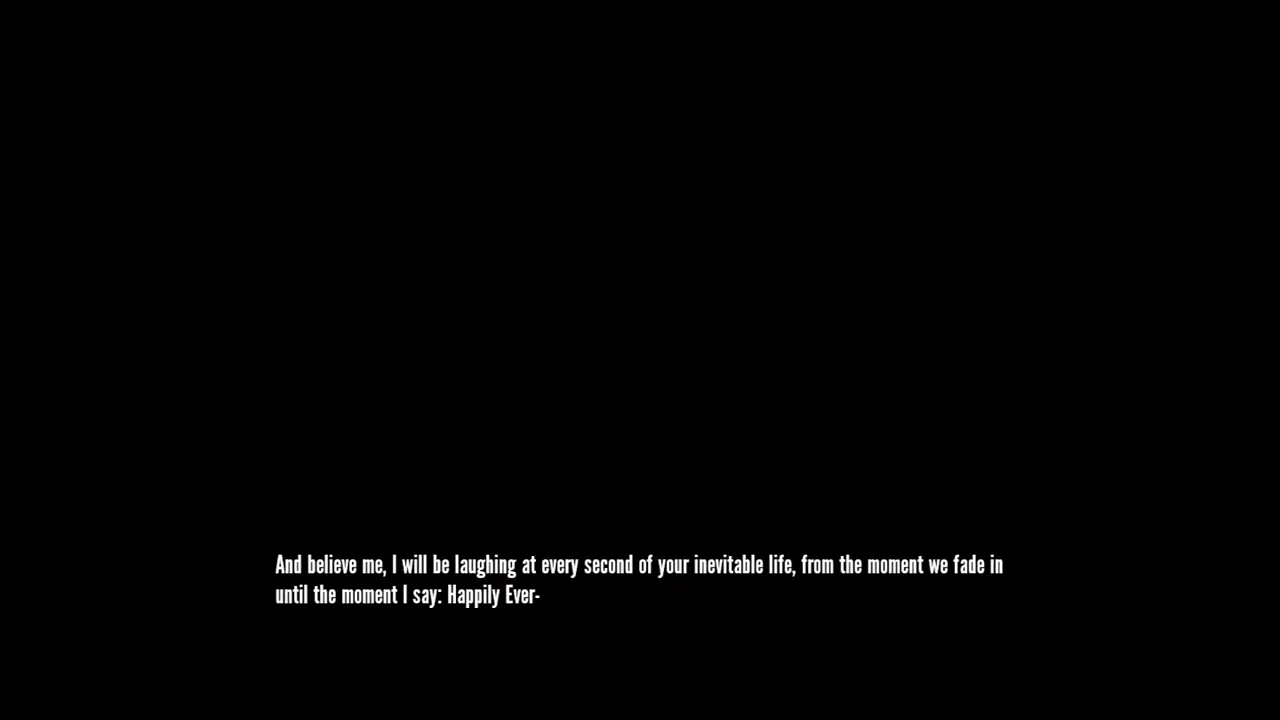 And believe me, I will be laughing at every second of your inevitable life, from the moment we fade in
until the moment I say: Happily Ever-